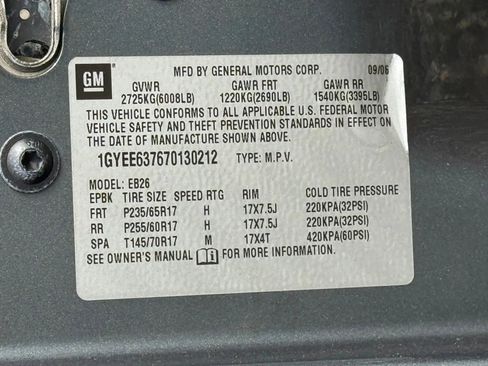 GM
MFD BY GENERAL MOTORS CORP. 09/06
GVWR GAWR FRT GAWR RR
2725KG(6008LB) 1220KG(2690LB) 1540KG(3395LB)
THIS VEHICLE CONFORMS TO ALL APPLICABLE U.S. FEDERAL MOTOR
VEHICLE SAFETY AND THEFT PREVENTION STANDARDS IN EFFECT ON
THE DATE OF MANUFACTURE SHOWN ABOVE.
1GYEE637670130212 TYPE: M.P.V.
MODEL: EB26
EPBK TIRE SIZE SPEED RTG RIM COLD TIRE PRESSURE
FRT P235/65R17 H 17X7.5J 220KPA(32PSI)
RR P255/60R17 H 17X7.5J 220KPA(32PSI)
SPA T145/70R17 M 17X4T 420KPA(60PSI)
SEE OWNER'S MANUAL FOR MORE INFORMATION.